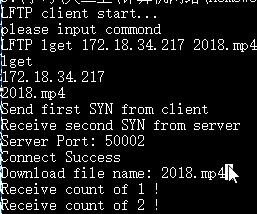 LFTP client start...
please input commond
LFTP lget 172.18.34.217 2018.mp4
lget
172.18.34.217
2018.mp4
Send first SYN from client
Receive second SYN from server
Server Port: 50002
Connect Success
Download file name: 2018.mp4
Receive count of 1 !
Receive count of 2 !